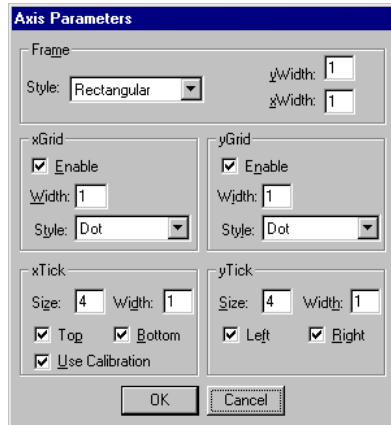 Axis Parameters
Frame
Style: Rectangular
yWidth: 1
xWidth: 1
xGrid
Enable
Width: 1
Style: Dot
yGrid
Enable
Width: 1
Style: Dot
xTick
Size: 4 Width: 1
Top Bottom
Use Calibration
yTick
Size: 4 Width: 1
Left Right
OK Cancel